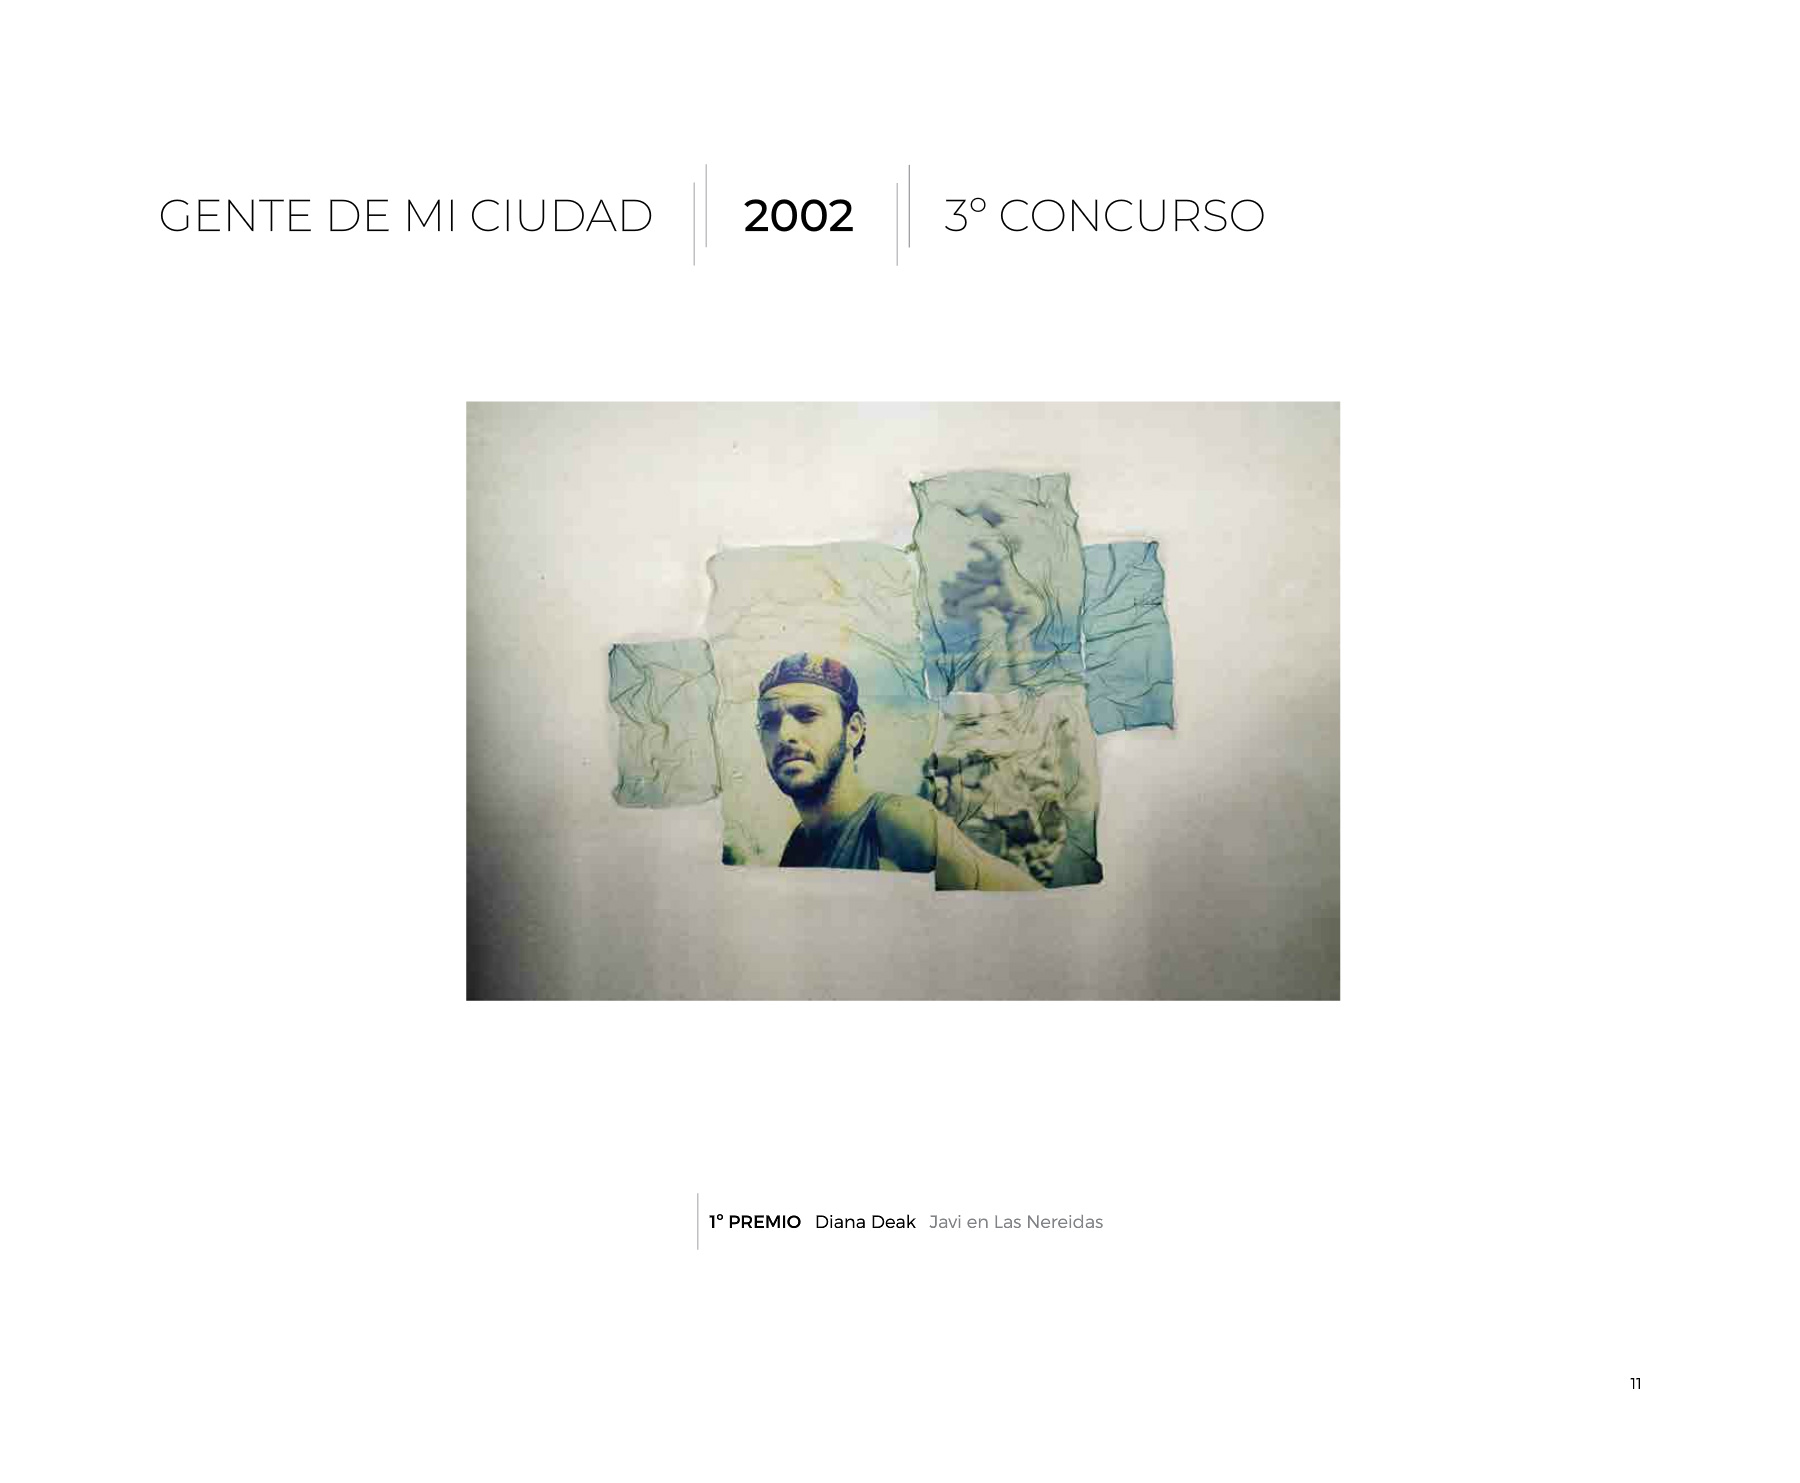 GENTE DE MI CIUDAD 2002 3º CONCURSO
1º PREMIO Diana Deak Javi en Las Nereidas
11